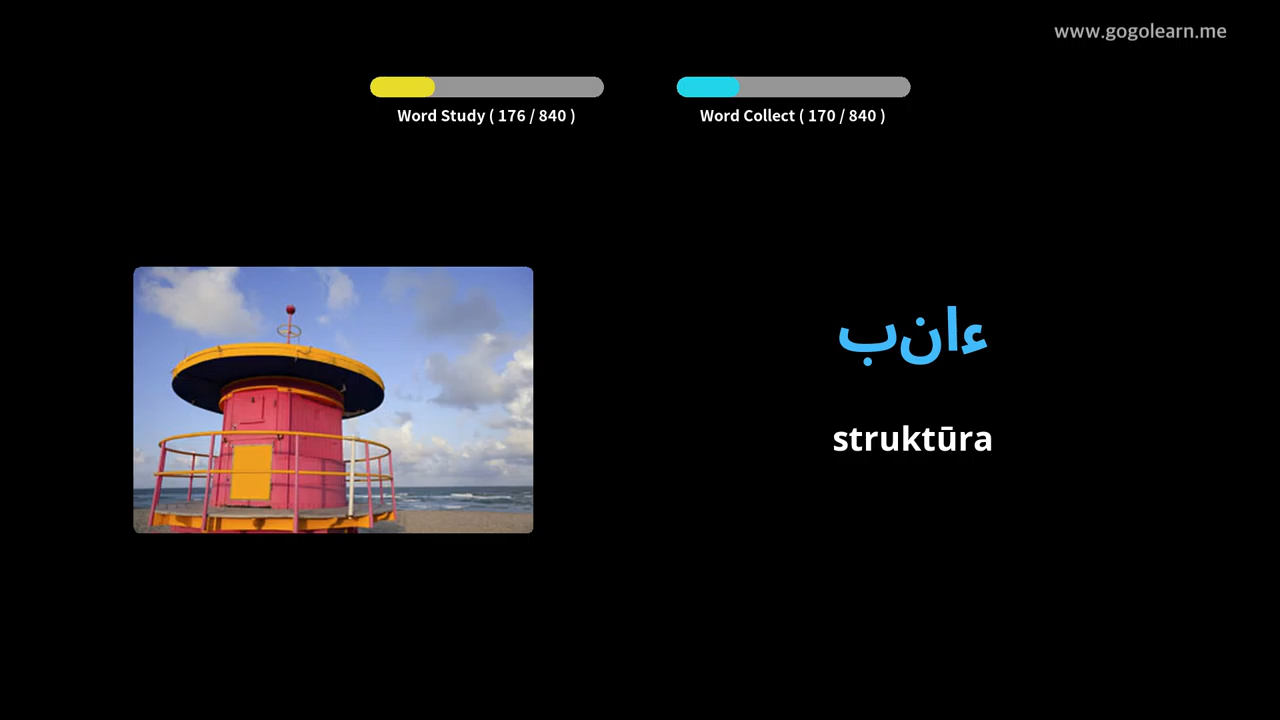 www.gogolearn.me
Word Study ( 176 / 840 )
Word Collect ( 170 / 840 )
ءانب
struktūra